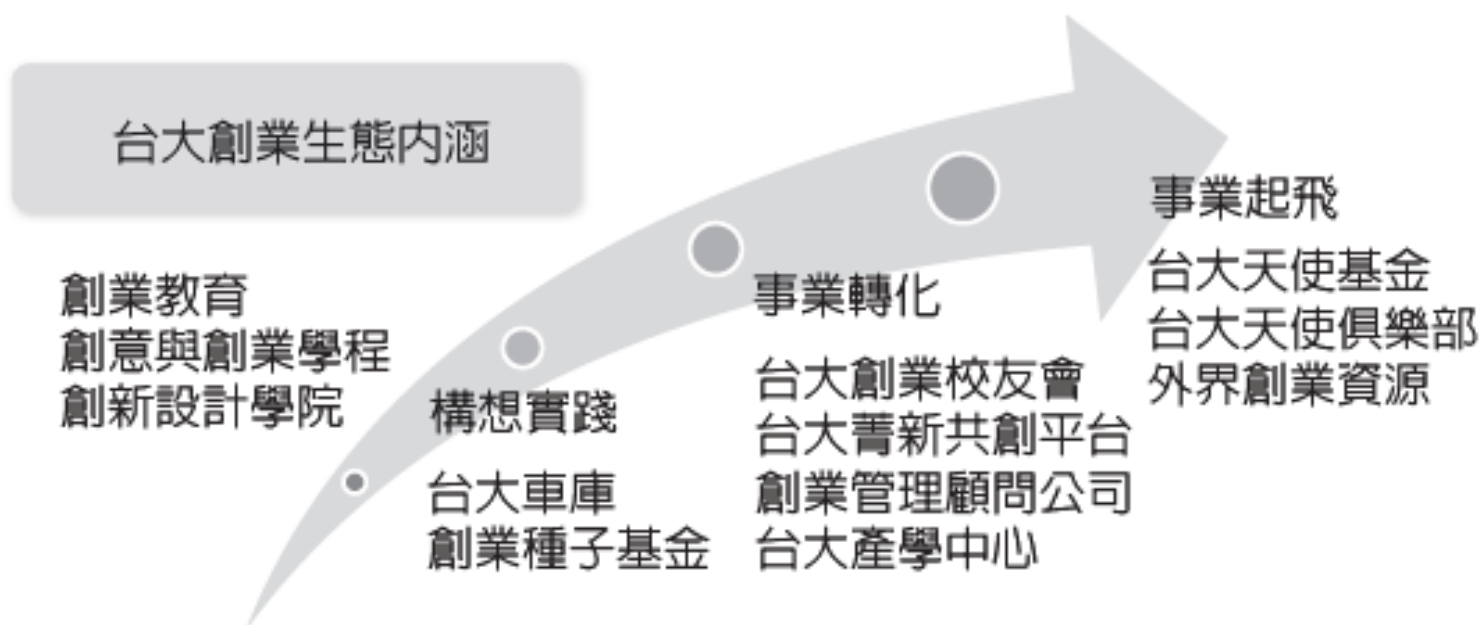 台大創業生態內涵
創業教育
創意與創業學程
創新設計學院
構想實踐
台大車庫
創業種子基金
事業轉化
台大創業校友會
台大菁新共創平台
創業管理顧問公司
台大產學中心
事業起飛
台大天使基金
台大天使俱樂部
外界創業資源